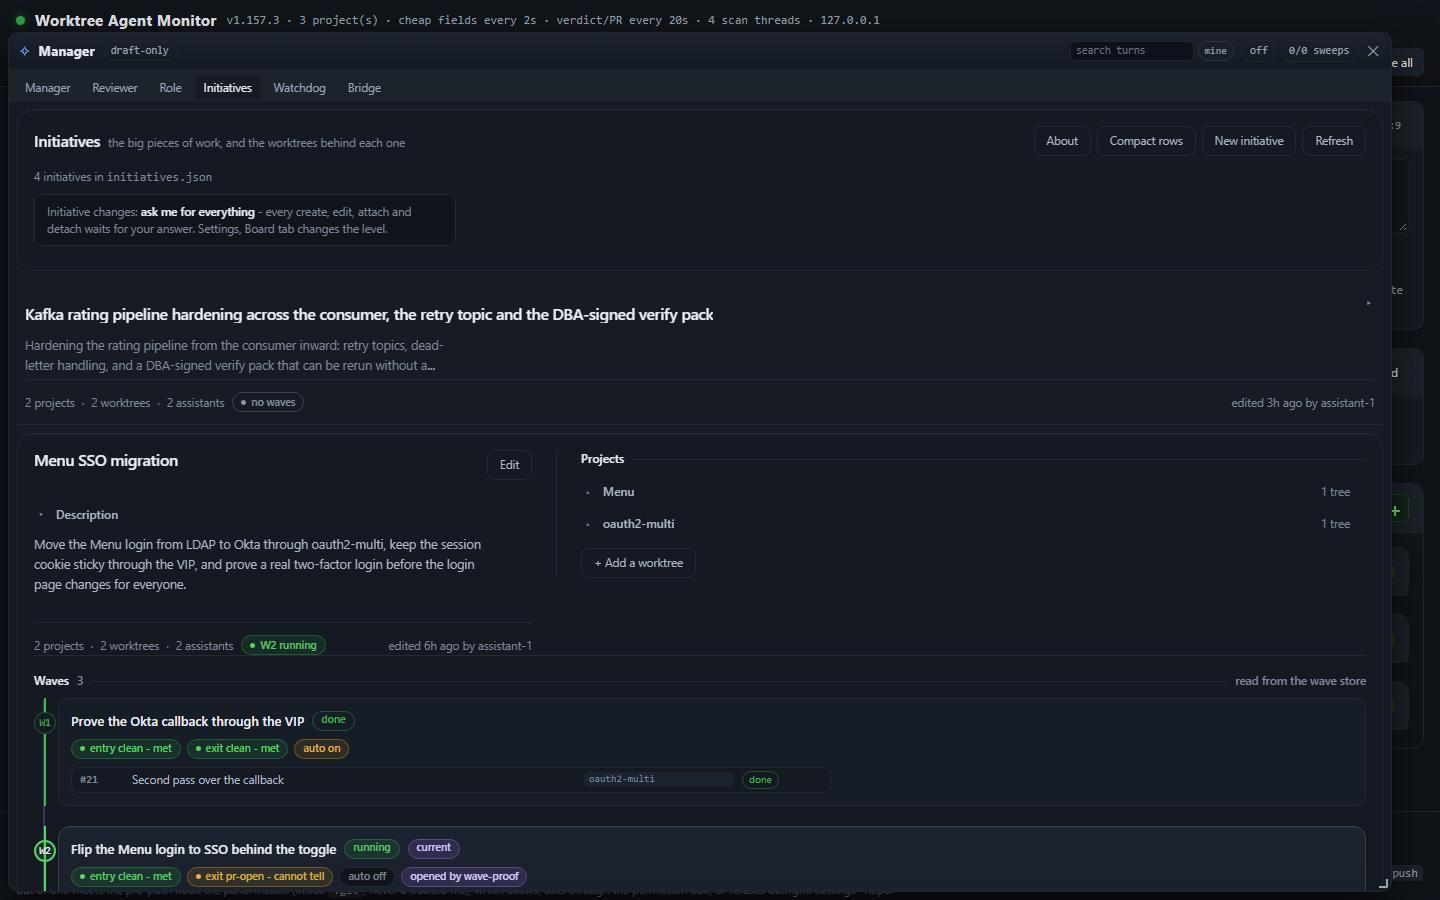 Worktree Agent Monitor v1.157.3 · 3 project(s) · cheap fields every 2s · verdict/PR every 20s · 4 scan threads · 127.0.0.1
Manager draft-only search turns mine off 0/0 sweeps
e all
Manager Reviewer Role Initiatives Watchdog Bridge
:9
Initiatives the big pieces of work, and the worktrees behind each one About Compact rows New initiative Refresh
4 initiatives in initiatives.json
Initiative changes: ask me for everything - every create, edit, attach and
detach waits for your answer. Settings, Board tab changes the level.
te
Kafka rating pipeline hardening across the consumer, the retry topic and the DBA-signed verify pack
Hardening the rating pipeline from the consumer inward: retry topics, dead-
letter handling, and a DBA-signed verify pack that can be rerun without a...
d
2 projects · 2 worktrees · 2 assistants no waves edited 3h ago by assistant-1
Menu SSO migration Edit
Projects
Menu 1 tree
oauth2-multi 1 tree
+ Add a worktree
+
Description
Move the Menu login from LDAP to Okta through oauth2-multi, keep the session
cookie sticky through the VIP, and prove a real two-factor login before the login
page changes for everyone.
2 projects · 2 worktrees · 2 assistants W2 running edited 6h ago by assistant-1
Waves 3 read from the wave store
W1 Prove the Okta callback through the VIP done
entry clean - met exit clean - met auto on
#21 Second pass over the callback oauth2-multi done
W2 Flip the Menu login to SSO behind the toggle running current
entry clean - met exit pr-open - cannot tell auto off opened by wave-proof
push